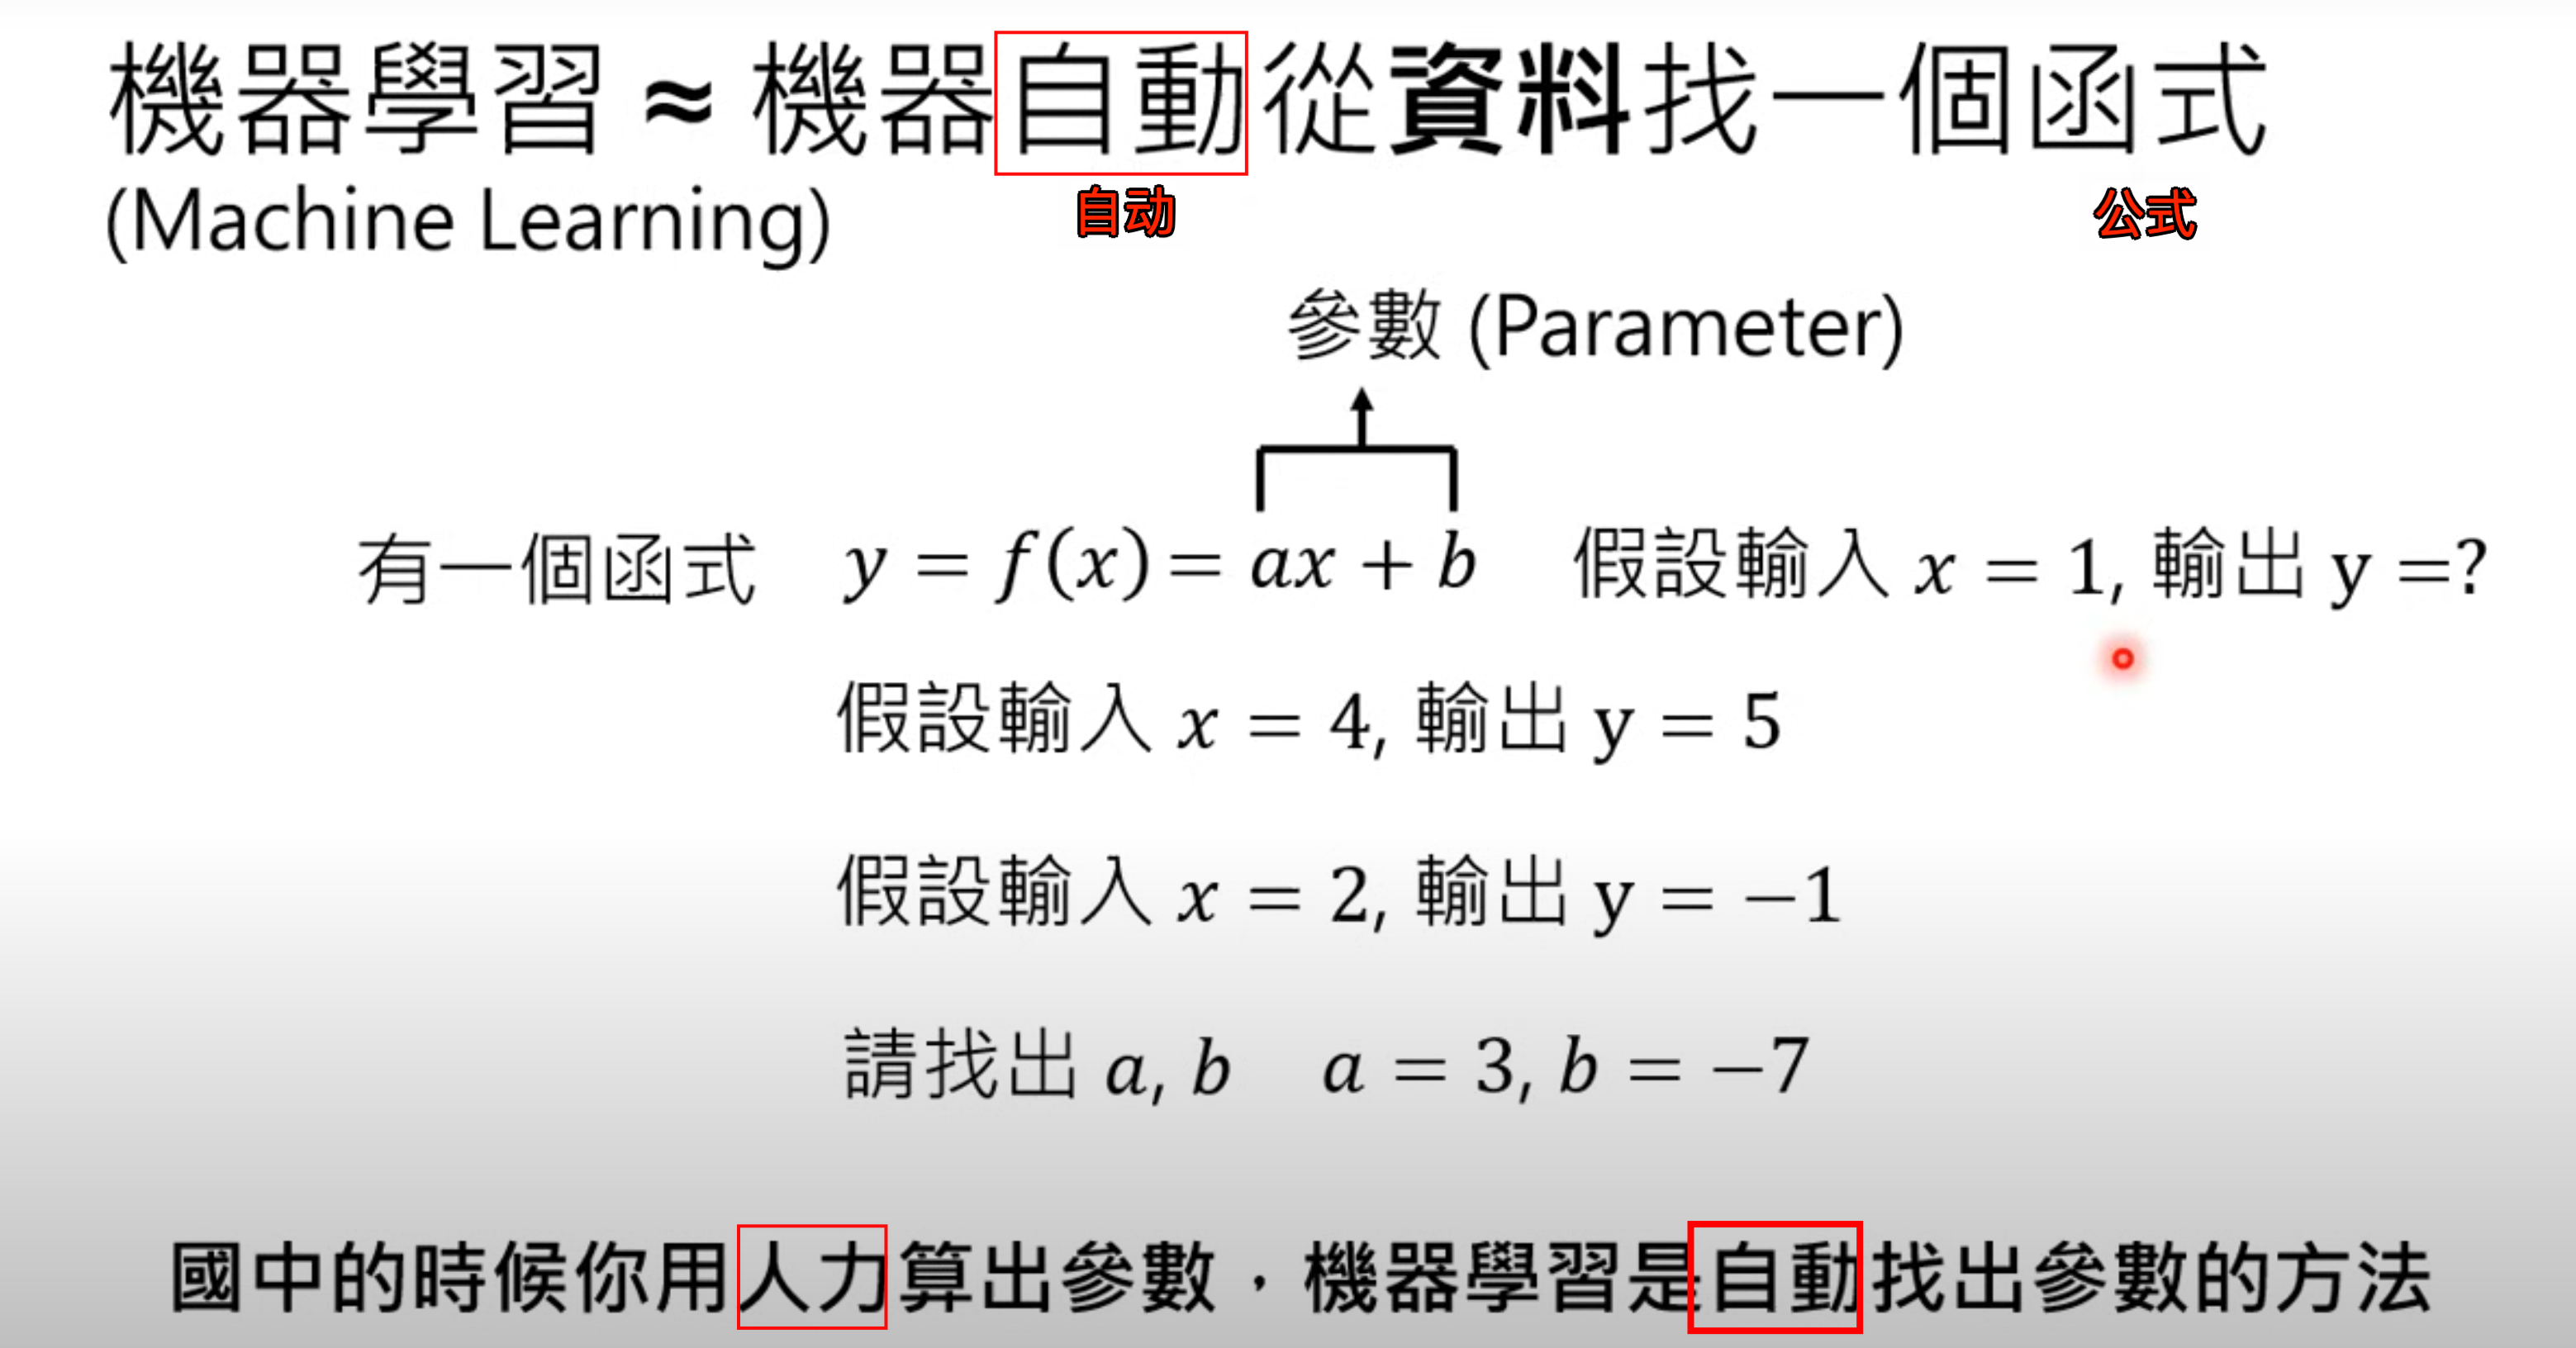 機器學習 ≈ 機器自動從資料找一個函式
(Machine Learning)
自动
公式
參數 (Parameter)
有一個函式 y = f(x) = ax + b 假設輸入 x = 1, 輸出 y =?
假設輸入 x = 4, 輸出 y = 5
假設輸入 x = 2, 輸出 y = −1
請找出 a, b a = 3, b = −7
國中的時候你用人力算出參數，機器學習是自動找出參數的方法